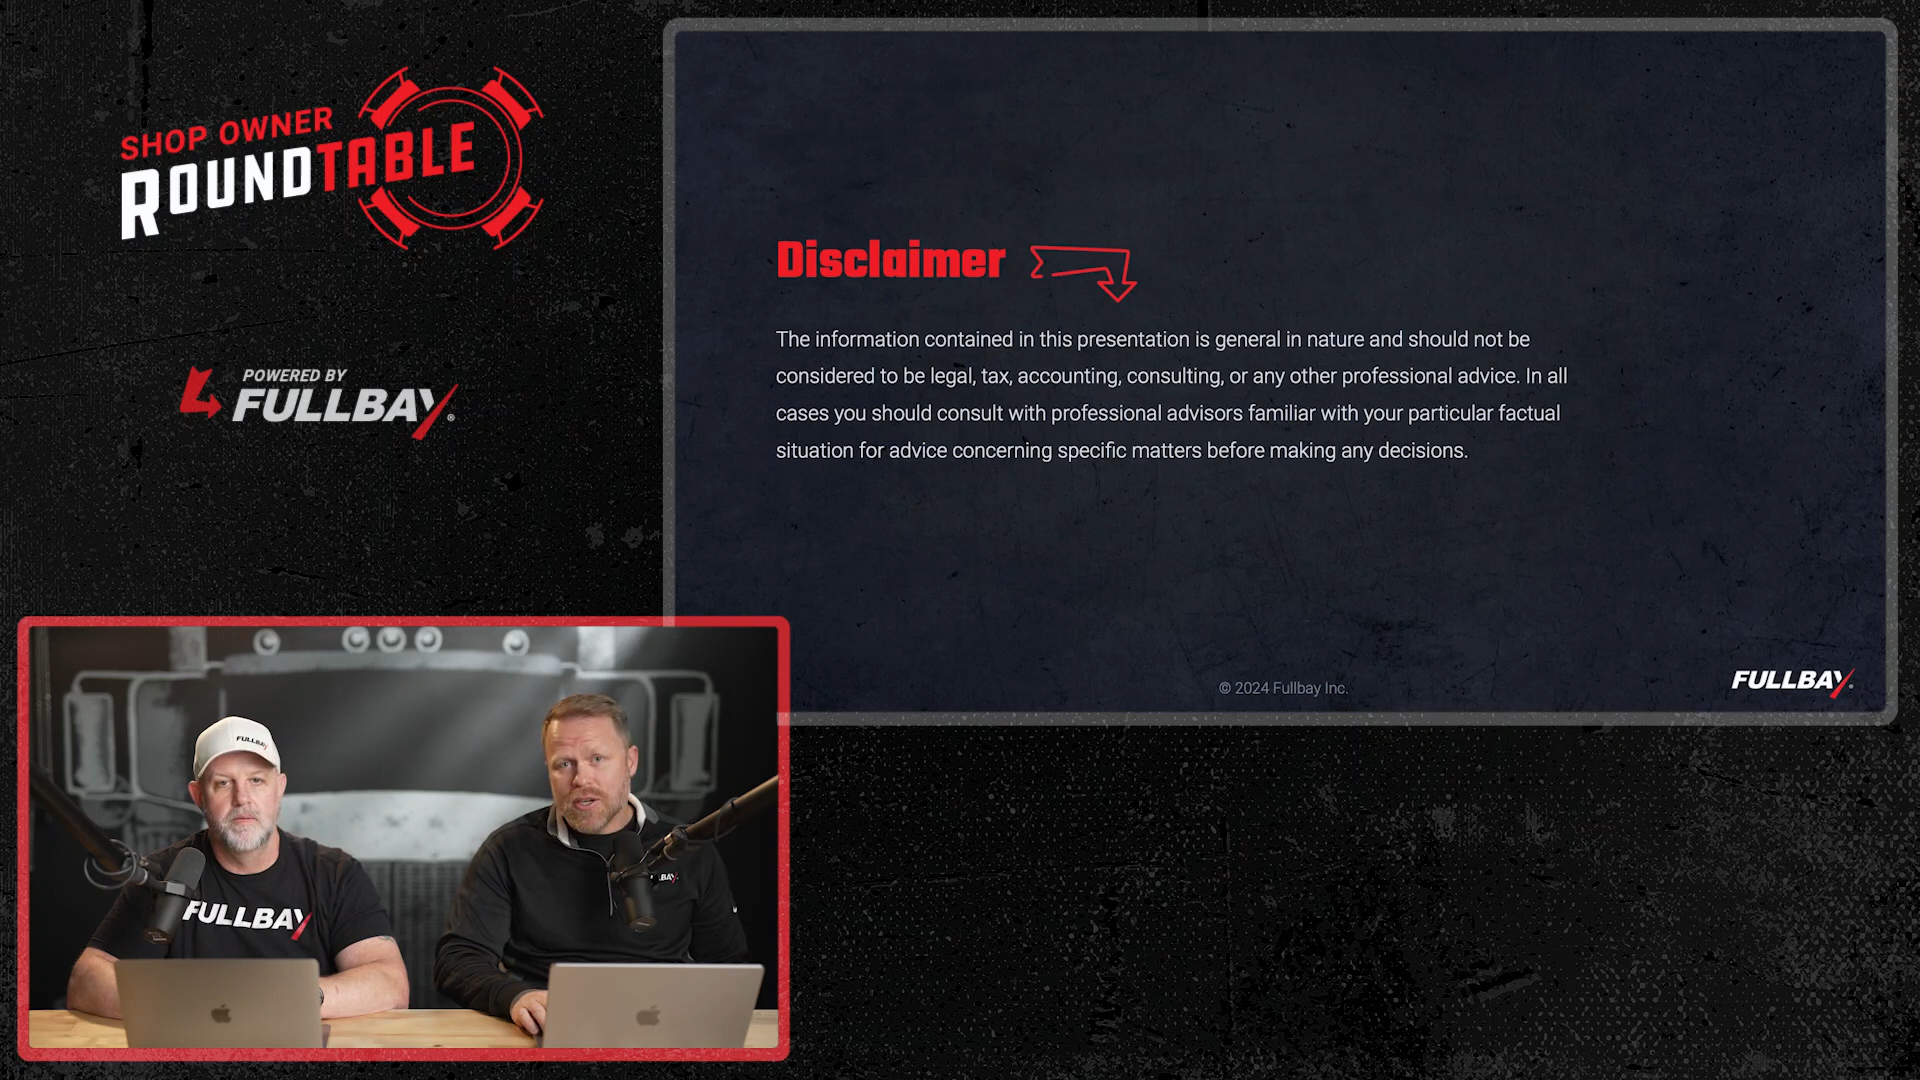 SHOP OWNER
ROUNDTABLE
POWERED BY
FULLBAY®
Disclaimer
The information contained in this presentation is general in nature and should not be
considered to be legal, tax, accounting, consulting, or any other professional advice. In all
cases you should consult with professional advisors familiar with your particular factual
situation for advice concerning specific matters before making any decisions.
© 2024 Fullbay Inc.
FULLBAY
FULLBAY
FULLBAY